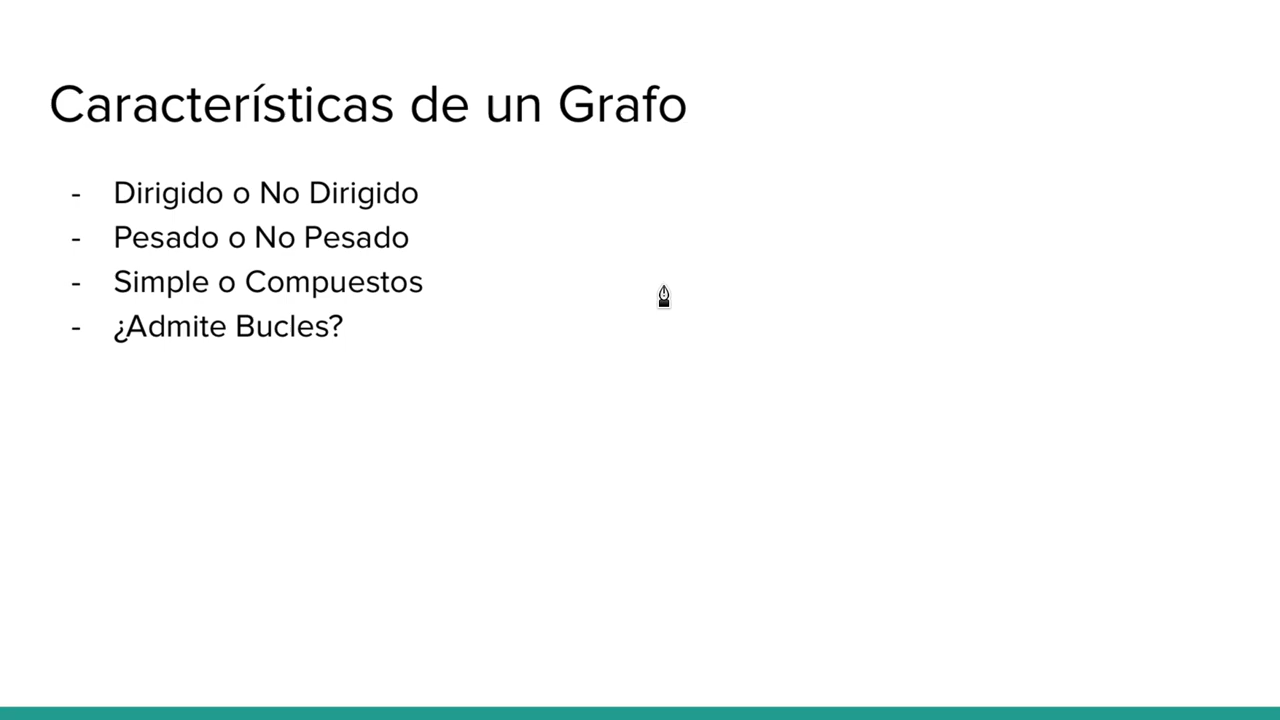 Características de un Grafo
- Dirigido o No Dirigido
- Pesado o No Pesado
- Simple o Compuestos
- ¿Admite Bucles?